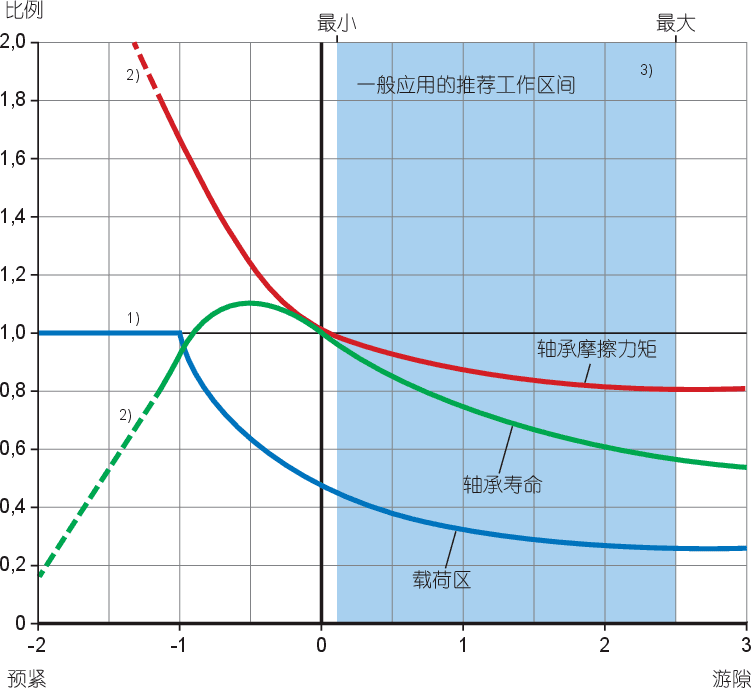 比例
最小
最大
2,0
2)
3)
一般应用的推荐工作区间
1,8
1,6
1,4
1,2
1)
1,0
轴承摩擦力矩
0,8
2)
0,6
轴承寿命
0,4
载荷区
0,2
0
-2
-1
0
1
2
3
预紧
游隙